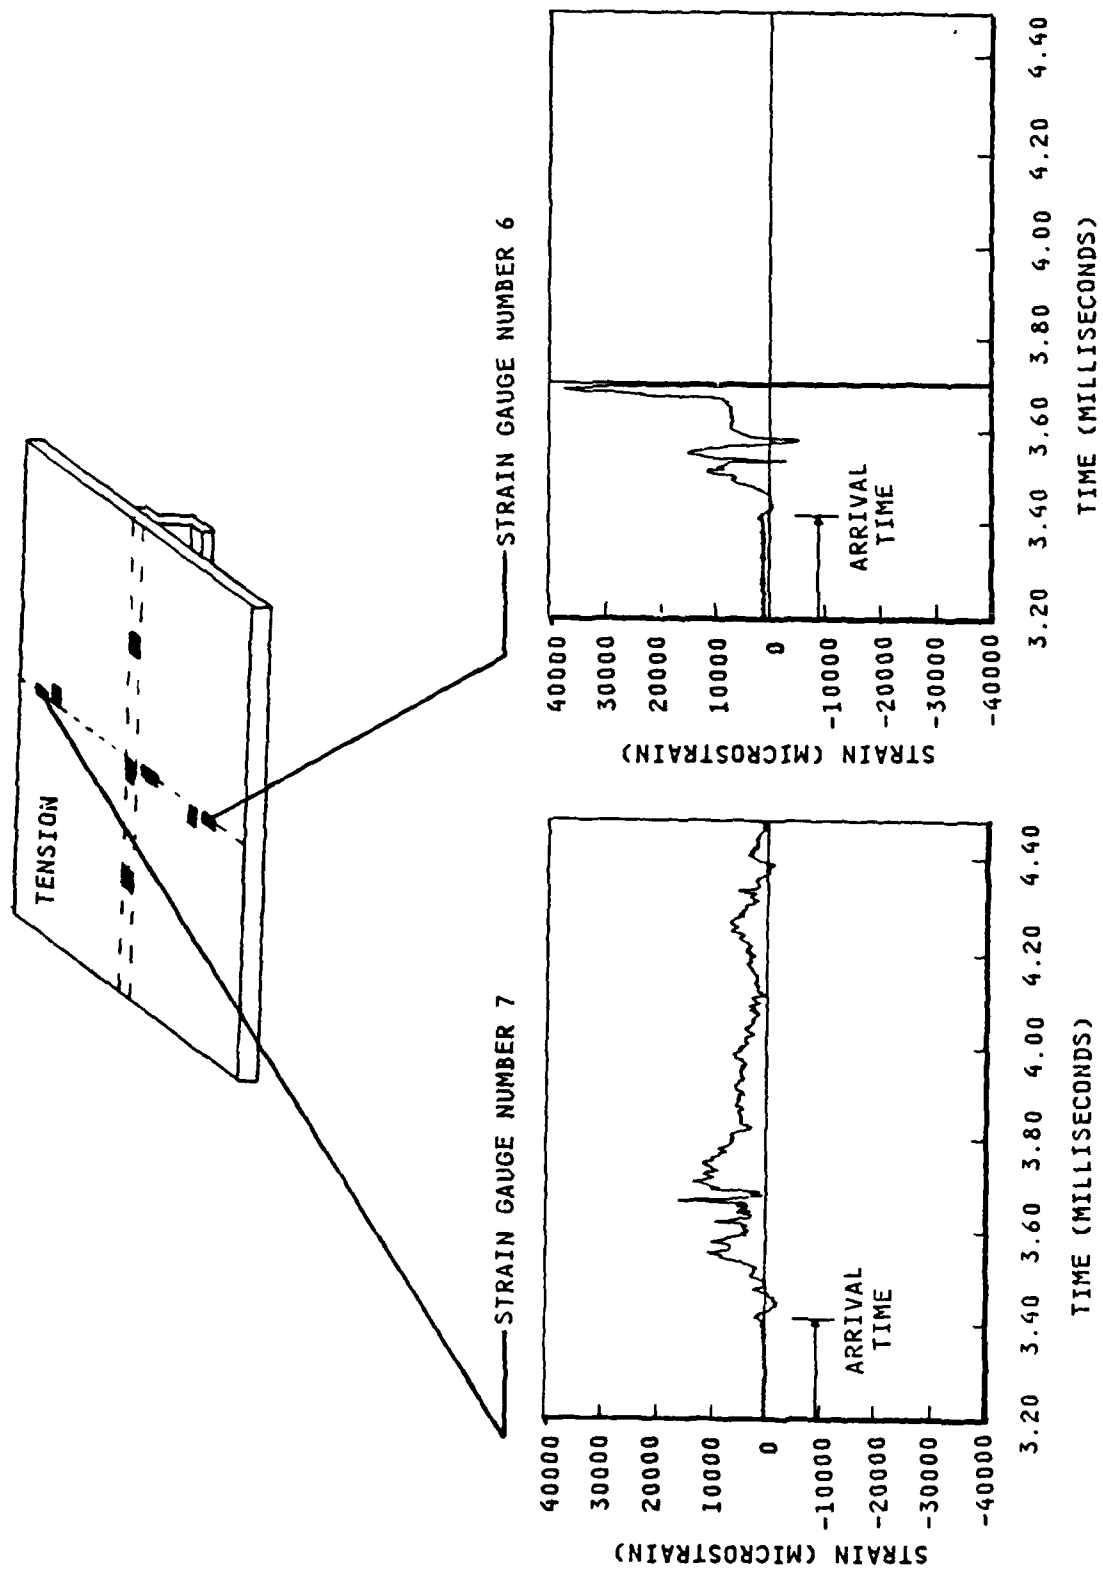 TENSION
STRAIN GAUGE NUMBER 7
STRAIN GAUGE NUMBER 6
STRAIN (MICROSTRAIN)
40000
30000
20000
10000
0
-10000
-20000
-30000
-40000
ARRIVAL
TIME
3.20 3.40 3.60 3.80 4.00 4.20 4.40
TIME (MILLISECONDS)
STRAIN (MICROSTRAIN)
40000
30000
20000
10000
0
-10000
-20000
-30000
-40000
ARRIVAL
TIME
3.20 3.40 3.60 3.80 4.00 4.20 4.40
TIME (MILLISECONDS)